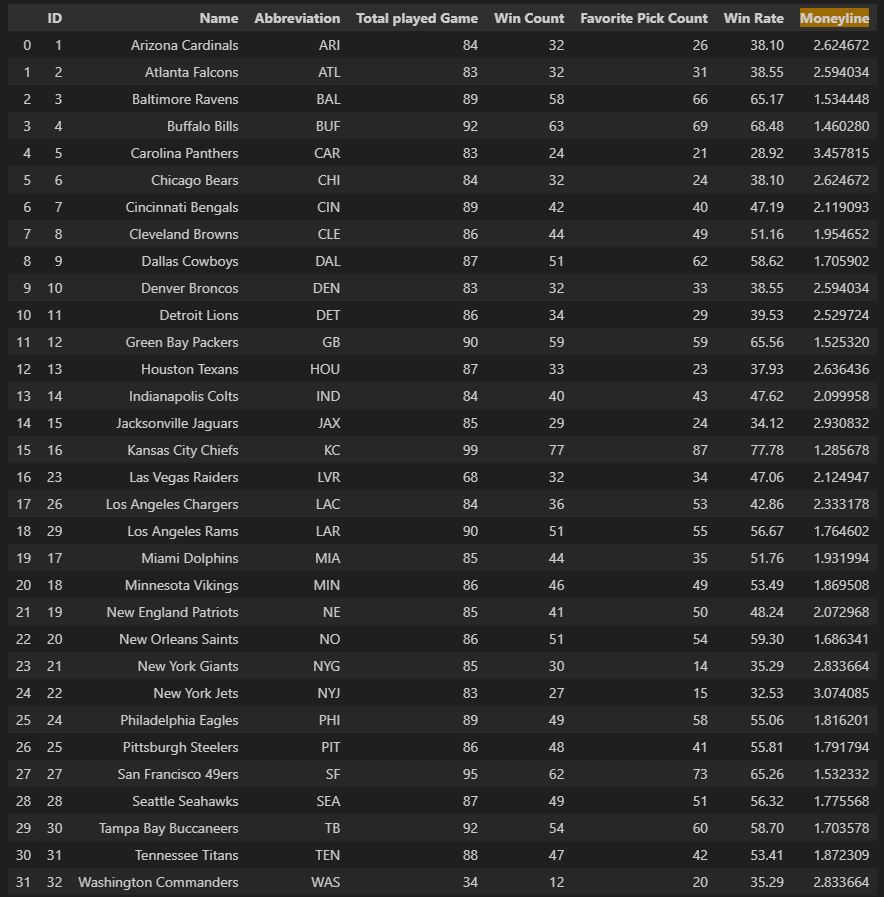 ID Name Abbreviation Total played Game Win Count Favorite Pick Count Win Rate Moneyline
0 1 Arizona Cardinals ARI 84 32 26 38.10 2.624672
1 2 Atlanta Falcons ATL 83 32 31 38.55 2.594034
2 3 Baltimore Ravens BAL 89 58 66 65.17 1.534448
3 4 Buffalo Bills BUF 92 63 69 68.48 1.460280
4 5 Carolina Panthers CAR 83 24 21 28.92 3.457815
5 6 Chicago Bears CHI 84 32 24 38.10 2.624672
6 7 Cincinnati Bengals CIN 89 42 40 47.19 2.119093
7 8 Cleveland Browns CLE 86 44 49 51.16 1.954652
8 9 Dallas Cowboys DAL 87 51 62 58.62 1.705902
9 10 Denver Broncos DEN 83 32 33 38.55 2.594034
10 11 Detroit Lions DET 86 34 29 39.53 2.529724
11 12 Green Bay Packers GB 90 59 59 65.56 1.525320
12 13 Houston Texans HOU 87 33 23 37.93 2.636436
13 14 Indianapolis Colts IND 84 40 43 47.62 2.099958
14 15 Jacksonville Jaguars JAX 85 29 24 34.12 2.930832
15 16 Kansas City Chiefs KC 99 77 87 77.78 1.285678
16 23 Las Vegas Raiders LVR 68 32 34 47.06 2.124947
17 26 Los Angeles Chargers LAC 84 36 53 42.86 2.333178
18 29 Los Angeles Rams LAR 90 51 55 56.67 1.764602
19 17 Miami Dolphins MIA 85 44 35 51.76 1.931994
20 18 Minnesota Vikings MIN 86 46 49 53.49 1.869508
21 19 New England Patriots NE 85 41 50 48.24 2.072968
22 20 New Orleans Saints NO 86 51 54 59.30 1.686341
23 21 New York Giants NYG 85 30 14 35.29 2.833664
24 22 New York Jets NYJ 83 27 15 32.53 3.074085
25 24 Philadelphia Eagles PHI 89 49 58 55.06 1.816201
26 25 Pittsburgh Steelers PIT 86 48 41 55.81 1.791794
27 27 San Francisco 49ers SF 95 62 73 65.26 1.532332
28 28 Seattle Seahawks SEA 87 49 51 56.32 1.775568
29 30 Tampa Bay Buccaneers TB 92 54 60 58.70 1.703578
30 31 Tennessee Titans TEN 88 47 42 53.41 1.872309
31 32 Washington Commanders WAS 34 12 20 35.29 2.833664